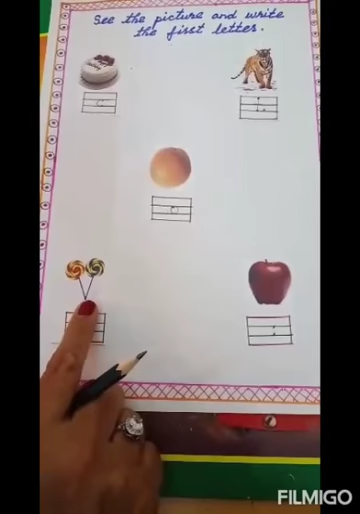 See the picture and write
the first letter.
c
t
o
FILMIGO